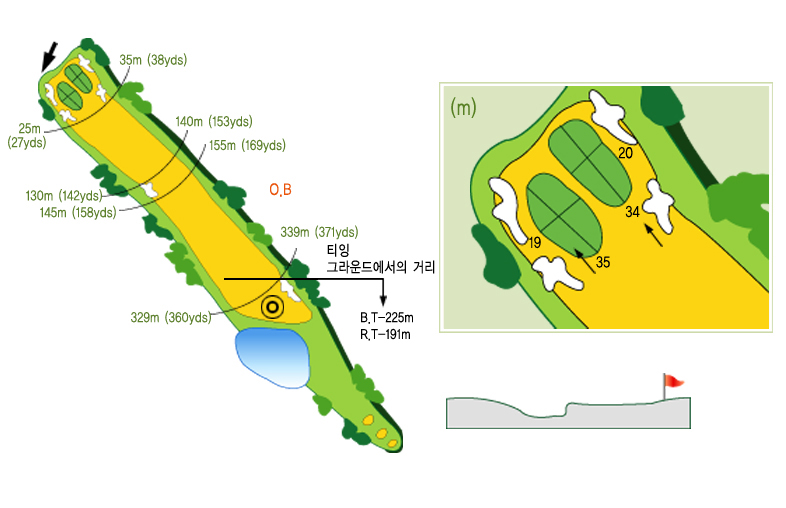 35m (38yds)
25m
(27yds)
140m (153yds)
155m (169yds)
130m (142yds)
145m (158yds)
O,B
339m (371yds)
티잉
그라운드에서의 거리
329m (360yds)
B.T-225m
R.T-191m
(m)
20
34
19
35